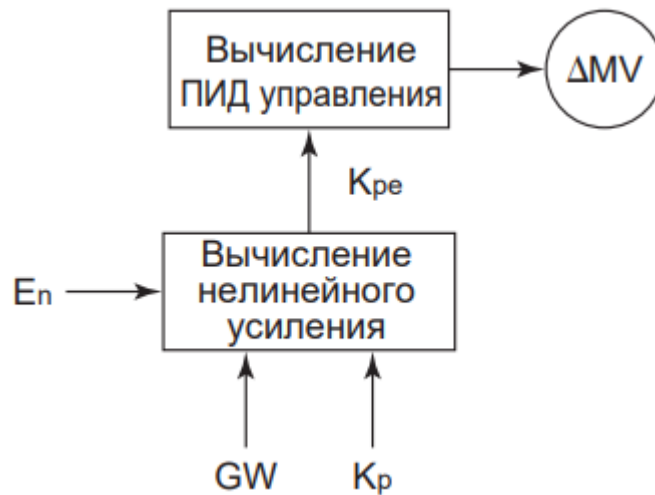 Вычисление
ПИД управления
ΔMV
Kpe
Вычисление
нелинейного
усиления
En
GW
Kp